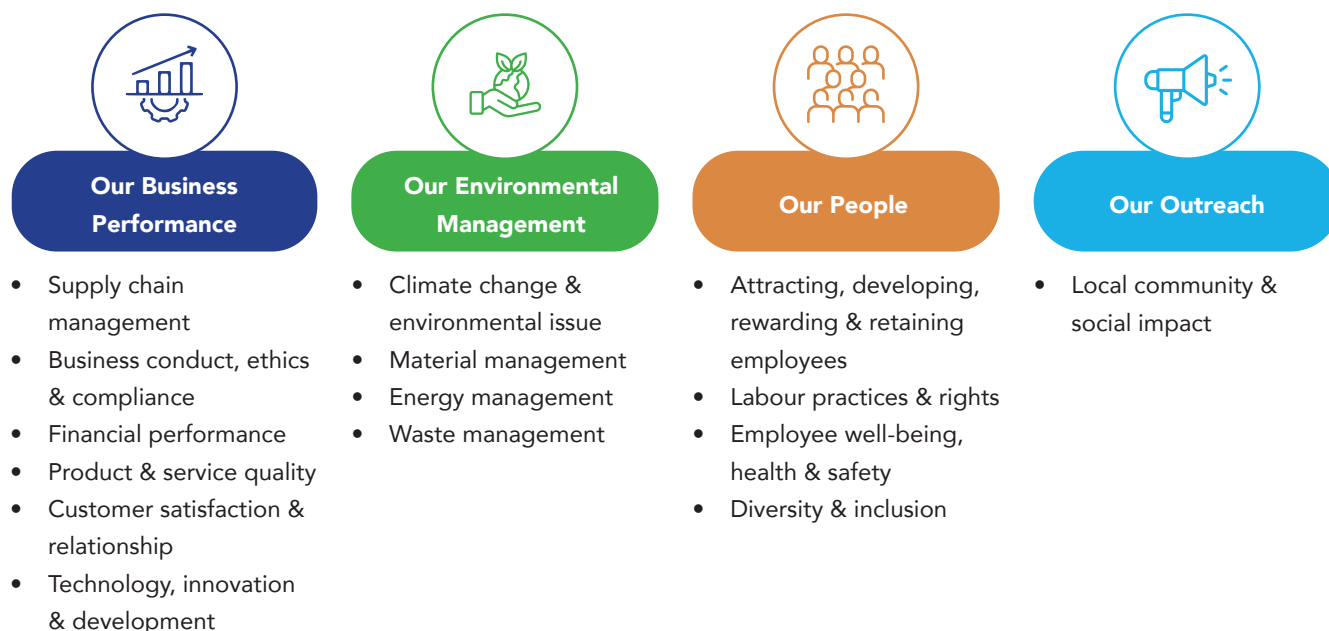 Our Business
Performance
• Supply chain
management
• Business conduct, ethics
& compliance
• Financial performance
• Product & service quality
• Customer satisfaction &
relationship
• Technology, innovation
& development
Our Environmental
Management
• Climate change &
environmental issue
• Material management
• Energy management
• Waste management
Our People
• Attracting, developing,
rewarding & retaining
employees
• Labour practices & rights
• Employee well-being,
health & safety
• Diversity & inclusion
Our Outreach
• Local community &
social impact